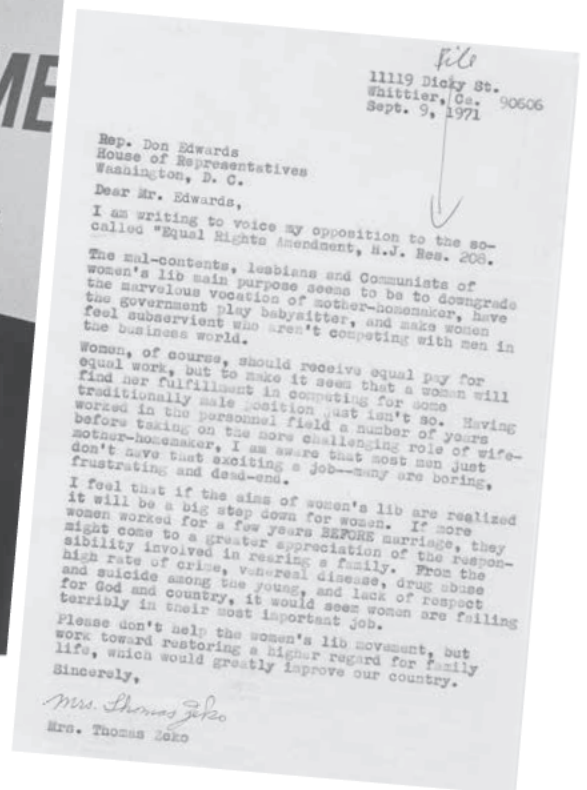 ME
File
11119 Dicky St.
Whittier, Ca. 90606
Sept. 9, 1971
Rep. Don Edwards
House of Representatives
Washington, D. C.
Dear Mr. Edwards,
I am writing to voice my opposition to the so-
called "Equal Rights Amendment, H.J. Res. 208.
The mal-contents, lesbians and Communists of
women's lib main purpose seems to be to downgrade
the marvelous vocation of mother-homemaker, have
the government play babysitter, and make women
feel subservient who aren't competing with men in
the business world.
Women, of course, should receive equal pay for
equal work, but to make it seem that a woman will
find her fulfillment in competing for some
traditionally male position just isn't so. Having
worked in the personnel field a number of years
before taking on the more challenging role of wife-
mother-homemaker, I am aware that most men just
don't have that exciting a job--many are boring,
frustrating and dead-end.
I feel that if the aims of women's lib are realized
it will be a big step down for women. If more
women worked for a few years BEFORE marriage, they
might come to a greater appreciation of the respon-
sibility involved in rearing a family. From the
high rate of crime, venereal disease, drug abuse
and suicide among the young, and lack of respect
for God and country, it would seem women are failing
terribly in their most important job.
Please don't help the women's lib movement, but
work toward restoring a higher regard for family
life, which would greatly improve our country.
Sincerely,
Mrs. Thomas Zeko
Mrs. Thomas Zeko